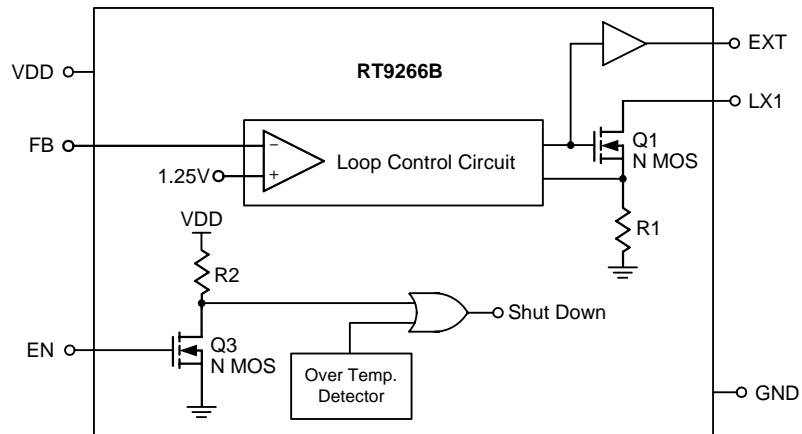 EXT
VDD
RT9266B
LX1
FB
−
Loop Control Circuit
Q1
N MOS
1.25V
+
VDD
R1
R2
Shut Down
EN
Q3
N MOS
Over Temp.
Detector
GND